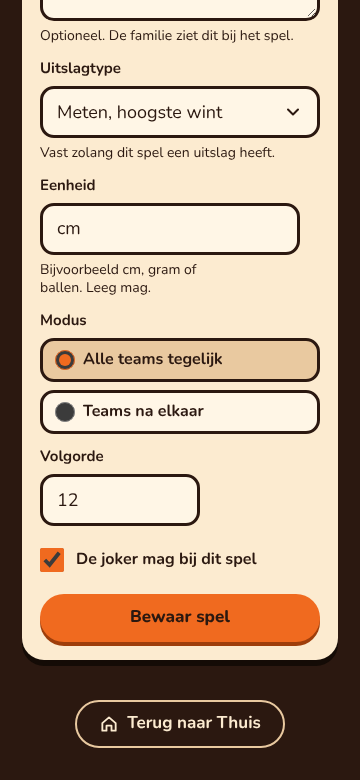 Optioneel. De familie ziet dit bij het spel.
Uitslagtype
Meten, hoogste wint
Vast zolang dit spel een uitslag heeft.
Eenheid
cm
Bijvoorbeeld cm, gram of
ballen. Leeg mag.
Modus
Alle teams tegelijk
Teams na elkaar
Volgorde
12
De joker mag bij dit spel
Bewaar spel
Terug naar Thuis